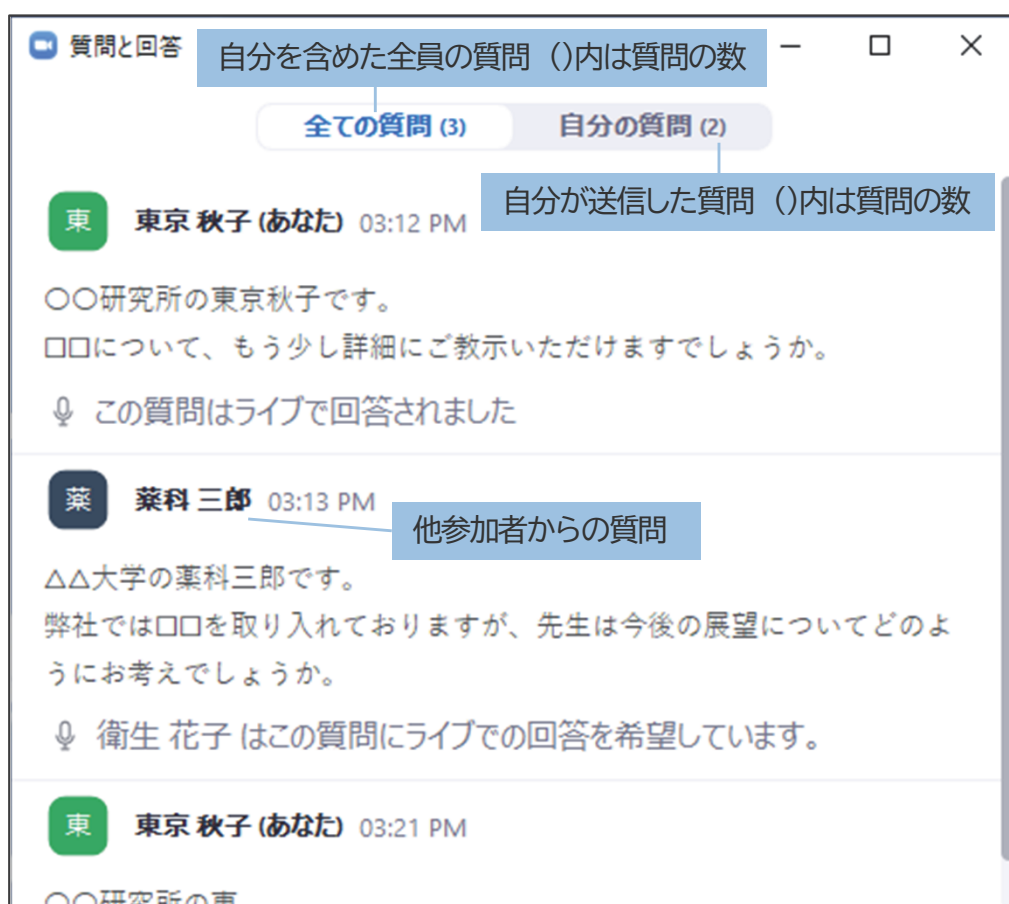 質問と回答
自分を含めた全員の質問 ()内は質問の数
全ての質問 (3)
自分の質問 (2)
自分が送信した質問 ()内は質問の数
東 東京 秋子 (あなた) 03:12 PM
〇〇研究所の東京秋子です。
□□について、もう少し詳細にご教示いただけますでしょうか。
この質問はライブで回答されました
薬 薬科 三郎 03:13 PM
他参加者からの質問
△△大学の薬科三郎です。
弊社では□□を取り入れておりますが、先生は今後の展望についてどのよ
うにお考えでしょうか。
衛生 花子 はこの質問にライブでの回答を希望しています。
東 東京 秋子 (あなた) 03:21 PM
〇〇研究所の東